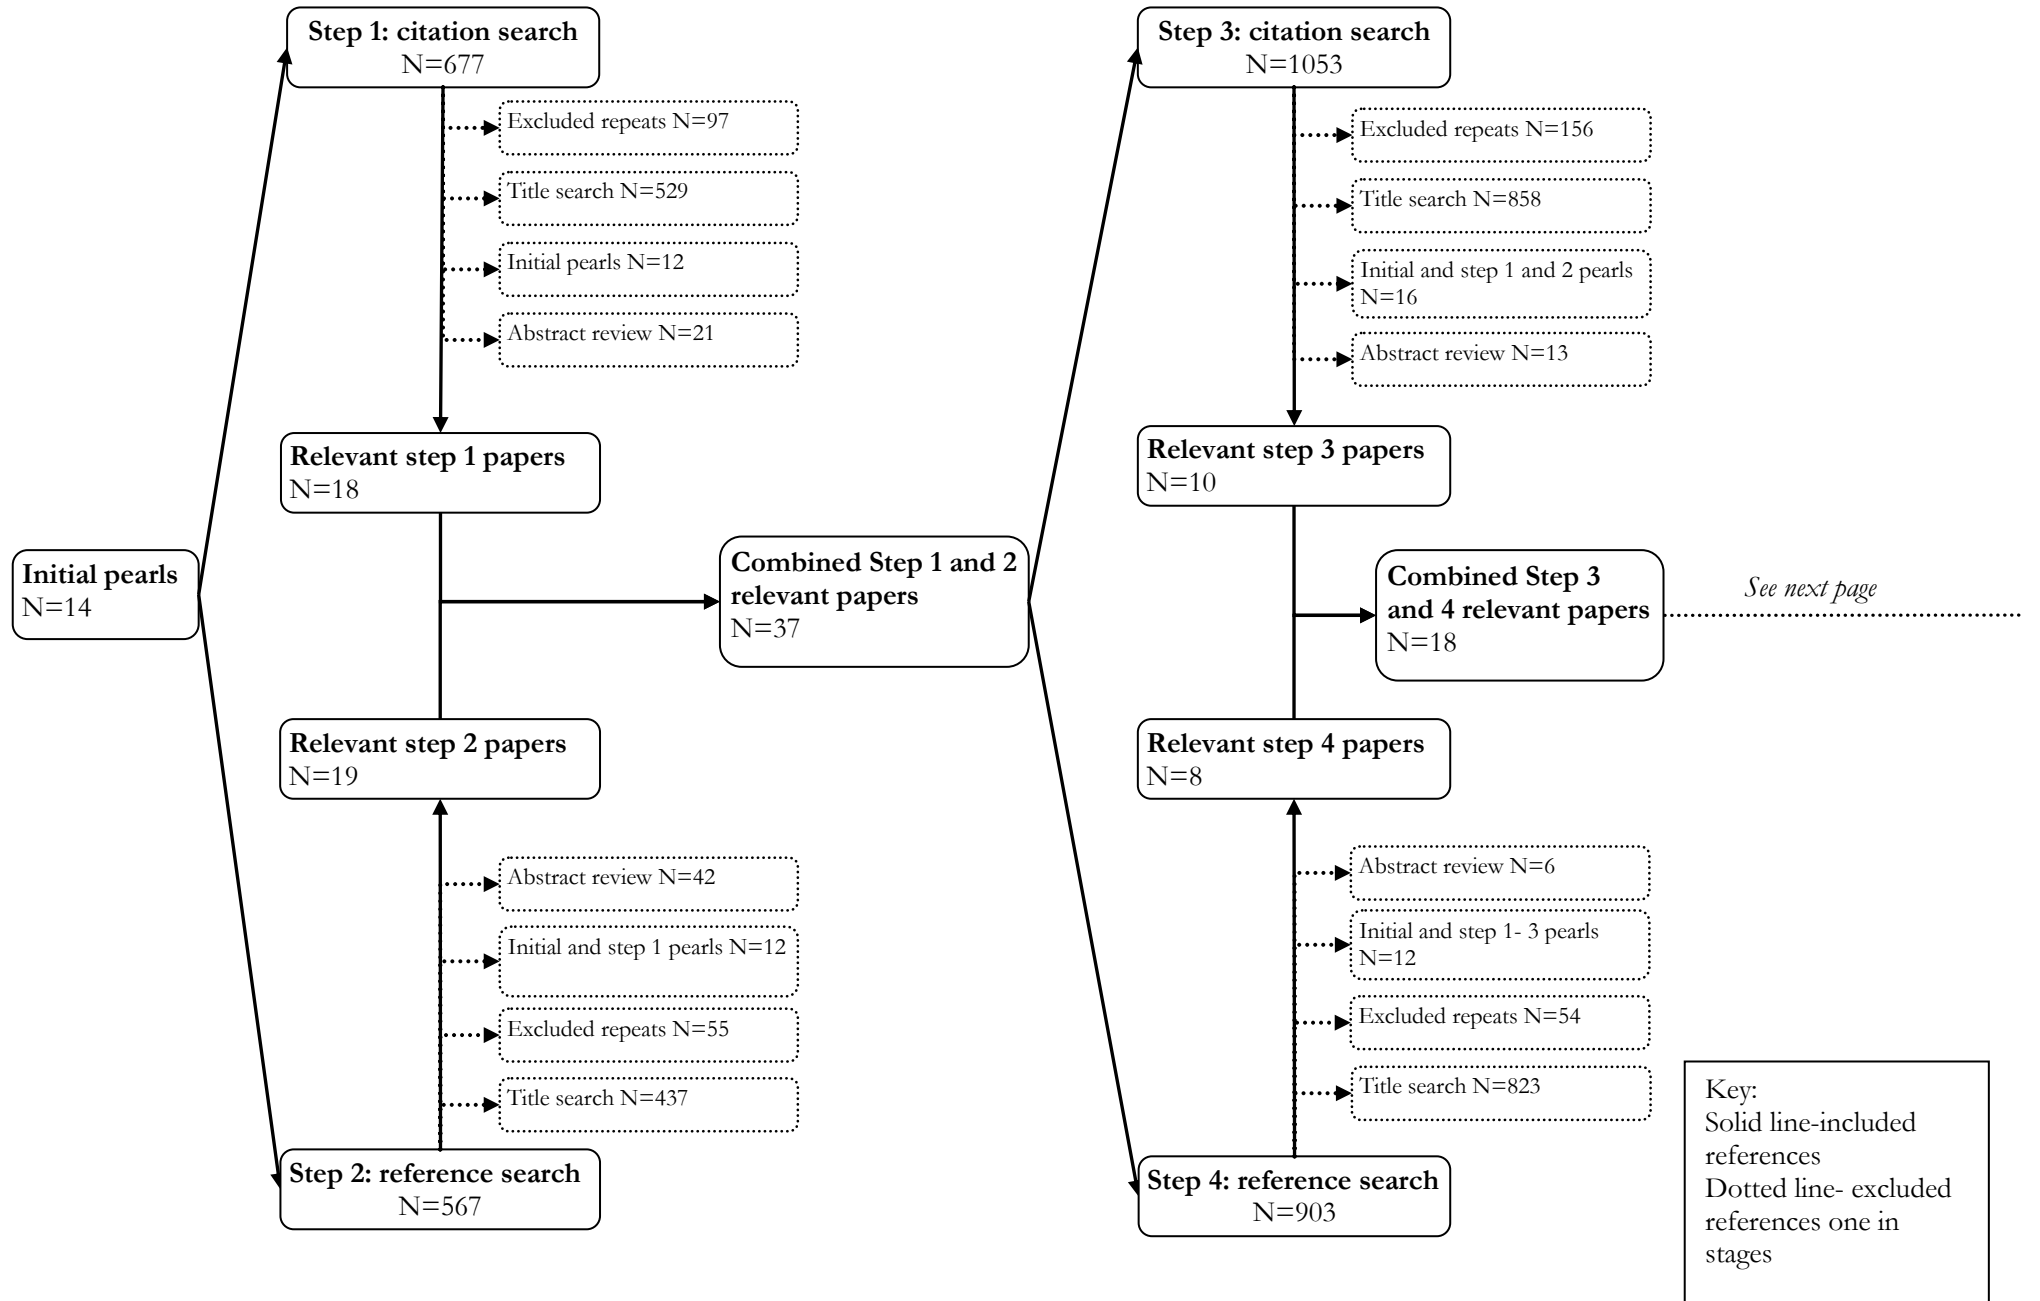 Step 1: citation search
N=677
Excluded repeats N=97
Title search N=529
Initial pearls N=12
Abstract review N=21
Relevant step 1 papers
N=18
Initial pearls
N=14
Combined Step 1 and 2
relevant papers
N=37
Relevant step 2 papers
N=19
Abstract review N=42
Initial and step 1 pearls N=12
Excluded repeats N=55
Title search N=437
Step 2: reference search
N=567
Step 3: citation search
N=1053
Excluded repeats N=156
Title search N=858
Initial and step 1 and 2 pearls
N=16
Abstract review N=13
Relevant step 3 papers
N=10
Combined Step 3
and 4 relevant papers
N=18
See next page
Relevant step 4 papers
N=8
Abstract review N=6
Initial and step 1- 3 pearls
N=12
Excluded repeats N=54
Title search N=823
Step 4: reference search
N=903
Key:
Solid line-included
references
Dotted line- excluded
references one in
stages